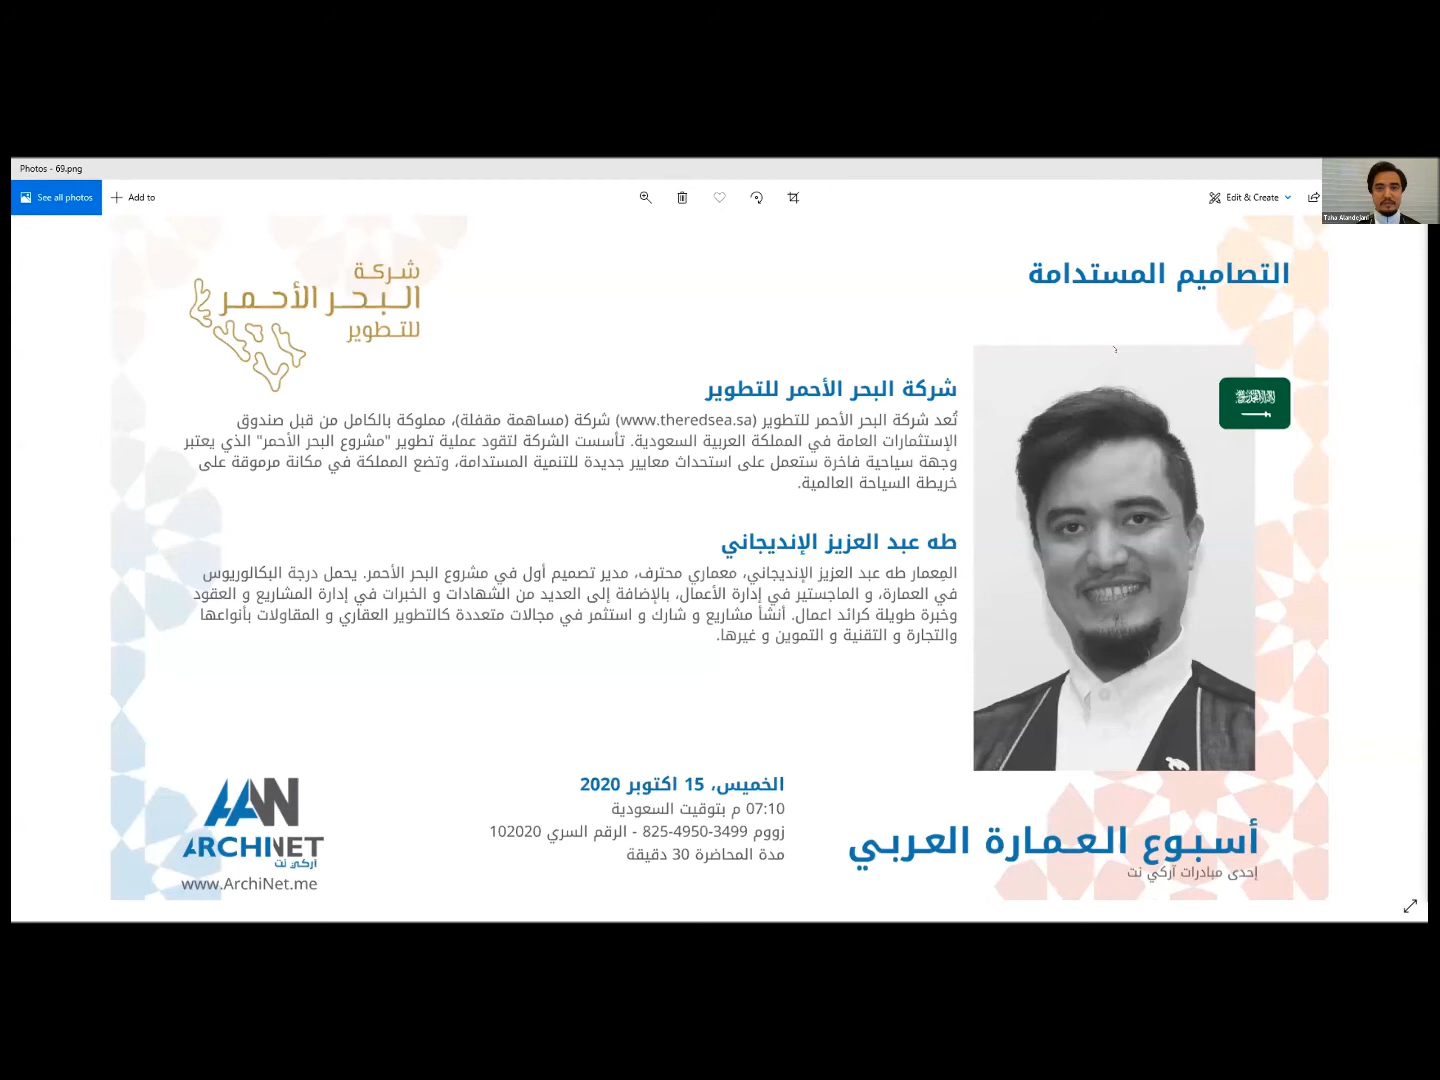 Photos - 69.png
See all photos
Add to
Edit & Create
Taha Alandejani
التصاميم المستدامة
شركة
البحر الأحمر
للتطوير
شركة البحر الأحمر للتطوير
تُعد شركة البحر الأحمر للتطوير (www.theredsea.sa) شركة (مساهمة مقفلة)، مملوكة بالكامل من قبل صندوق
الإستثمارات العامة في المملكة العربية السعودية. تأسست الشركة لتقود عملية تطوير "مشروع البحر الأحمر" الذي يعتبر
وجهة سياحية فاخرة ستعمل على استحداث معايير جديدة للتنمية المستدامة، وتضع المملكة في مكانة مرموقة على
خريطة السياحة العالمية.
طه عبد العزيز الإنديجاني
المِعمار طه عبد العزيز الإنديجاني، معماري محترف، مدير تصميم أول في مشروع البحر الأحمر. يحمل درجة البكالوريوس
في العمارة، و الماجستير في إدارة الأعمال، بالإضافة إلى العديد من الشهادات و الخبرات في إدارة المشاريع و العقود
وخبرة طويلة كرائد اعمال. أنشأ مشاريع و شارك و استثمر في مجالات متعددة كالتطوير العقاري و المقاولات بأنواعها
والتجارة و التقنية و التموين و غيرها.
الخميس، 15 اكتوبر 2020
07:10 م بتوقيت السعودية
زووم 3499-4950-825 - الرقم السري 102020
مدة المحاضرة 30 دقيقة
أسبوع العمارة العربي
إحدى مبادرات آركي نت
AAN
ARCHINET
آركي نت
www.ArchiNet.me